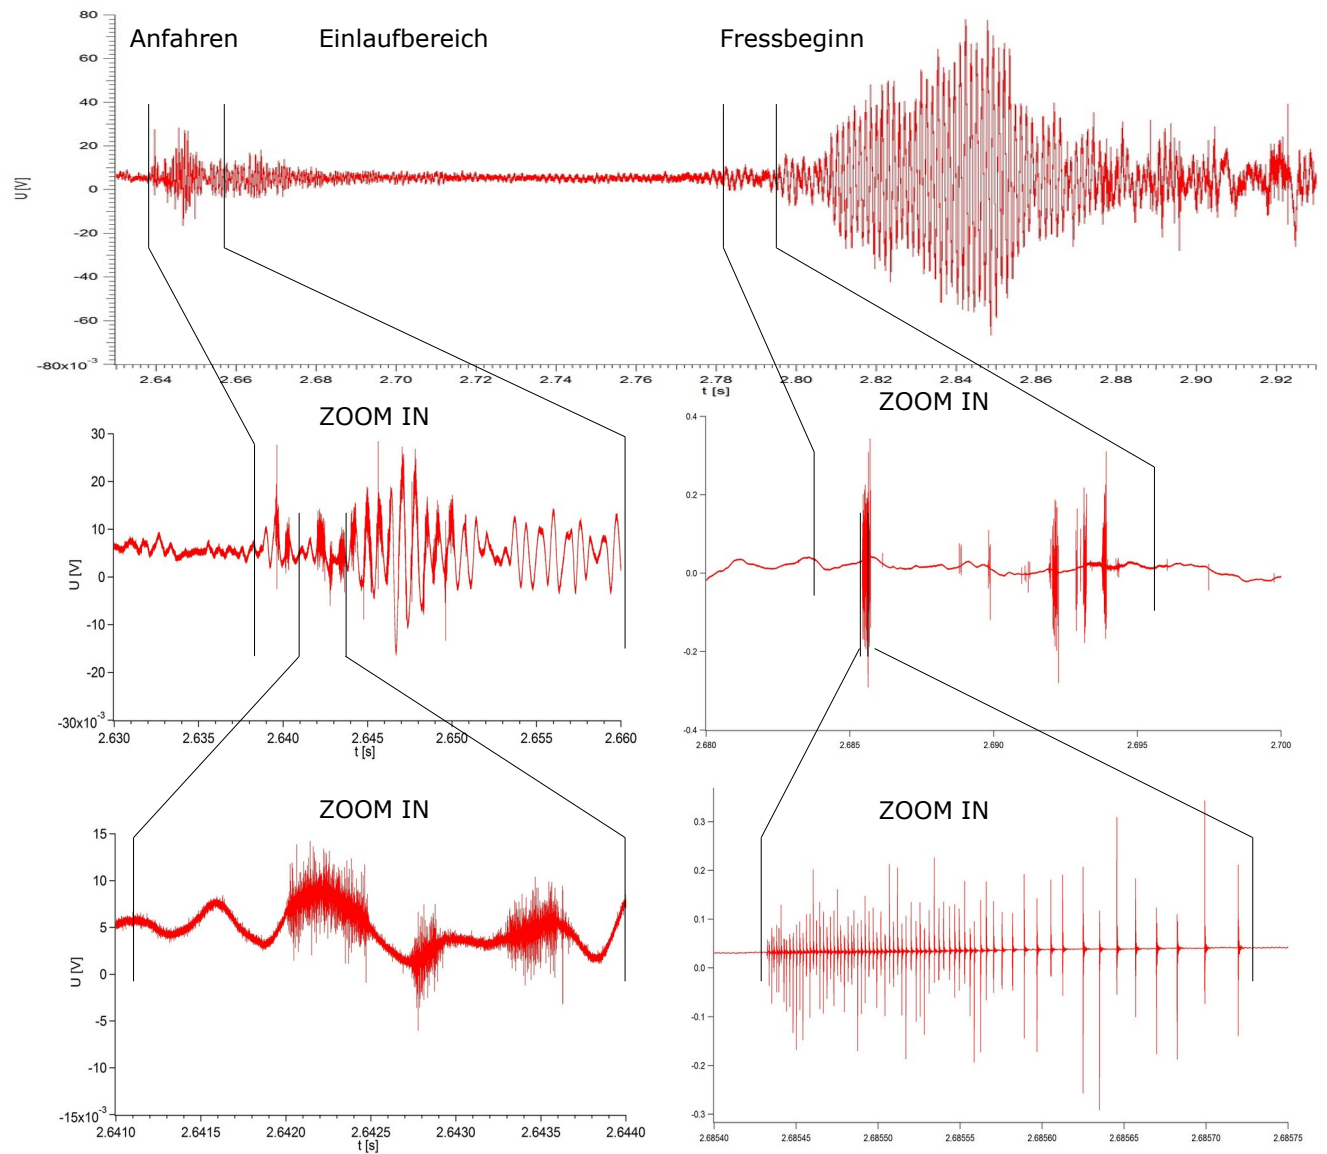 Anfahren Einlaufbereich Fressbeginn
80
60
40
20
0
-20
-40
-60
-80x10-3
U[V]
2.64 2.66 2.68 2.70 2.72 2.74 2.76 2.78 2.80 2.82 2.84 2.86 2.88 2.90 2.92
t [s]
ZOOM IN
30
20
10
0
-10
-20
-30x10-3
U [V]
2.630 2.635 2.640 2.645 2.650 2.655 2.660
t [s]
ZOOM IN
0.4
0.2
0.0
-0.2
-0.4
2.680 2.685 2.690 2.695 2.700
ZOOM IN
15
10
5
0
-5
-10
-15x10-3
U [V]
2.6410 2.6415 2.6420 2.6425 2.6430 2.6435 2.6440
t [s]
ZOOM IN
0.3
0.2
0.1
0.0
-0.1
-0.2
-0.3
2.68540 2.68545 2.68550 2.68555 2.68560 2.68565 2.68570 2.68575